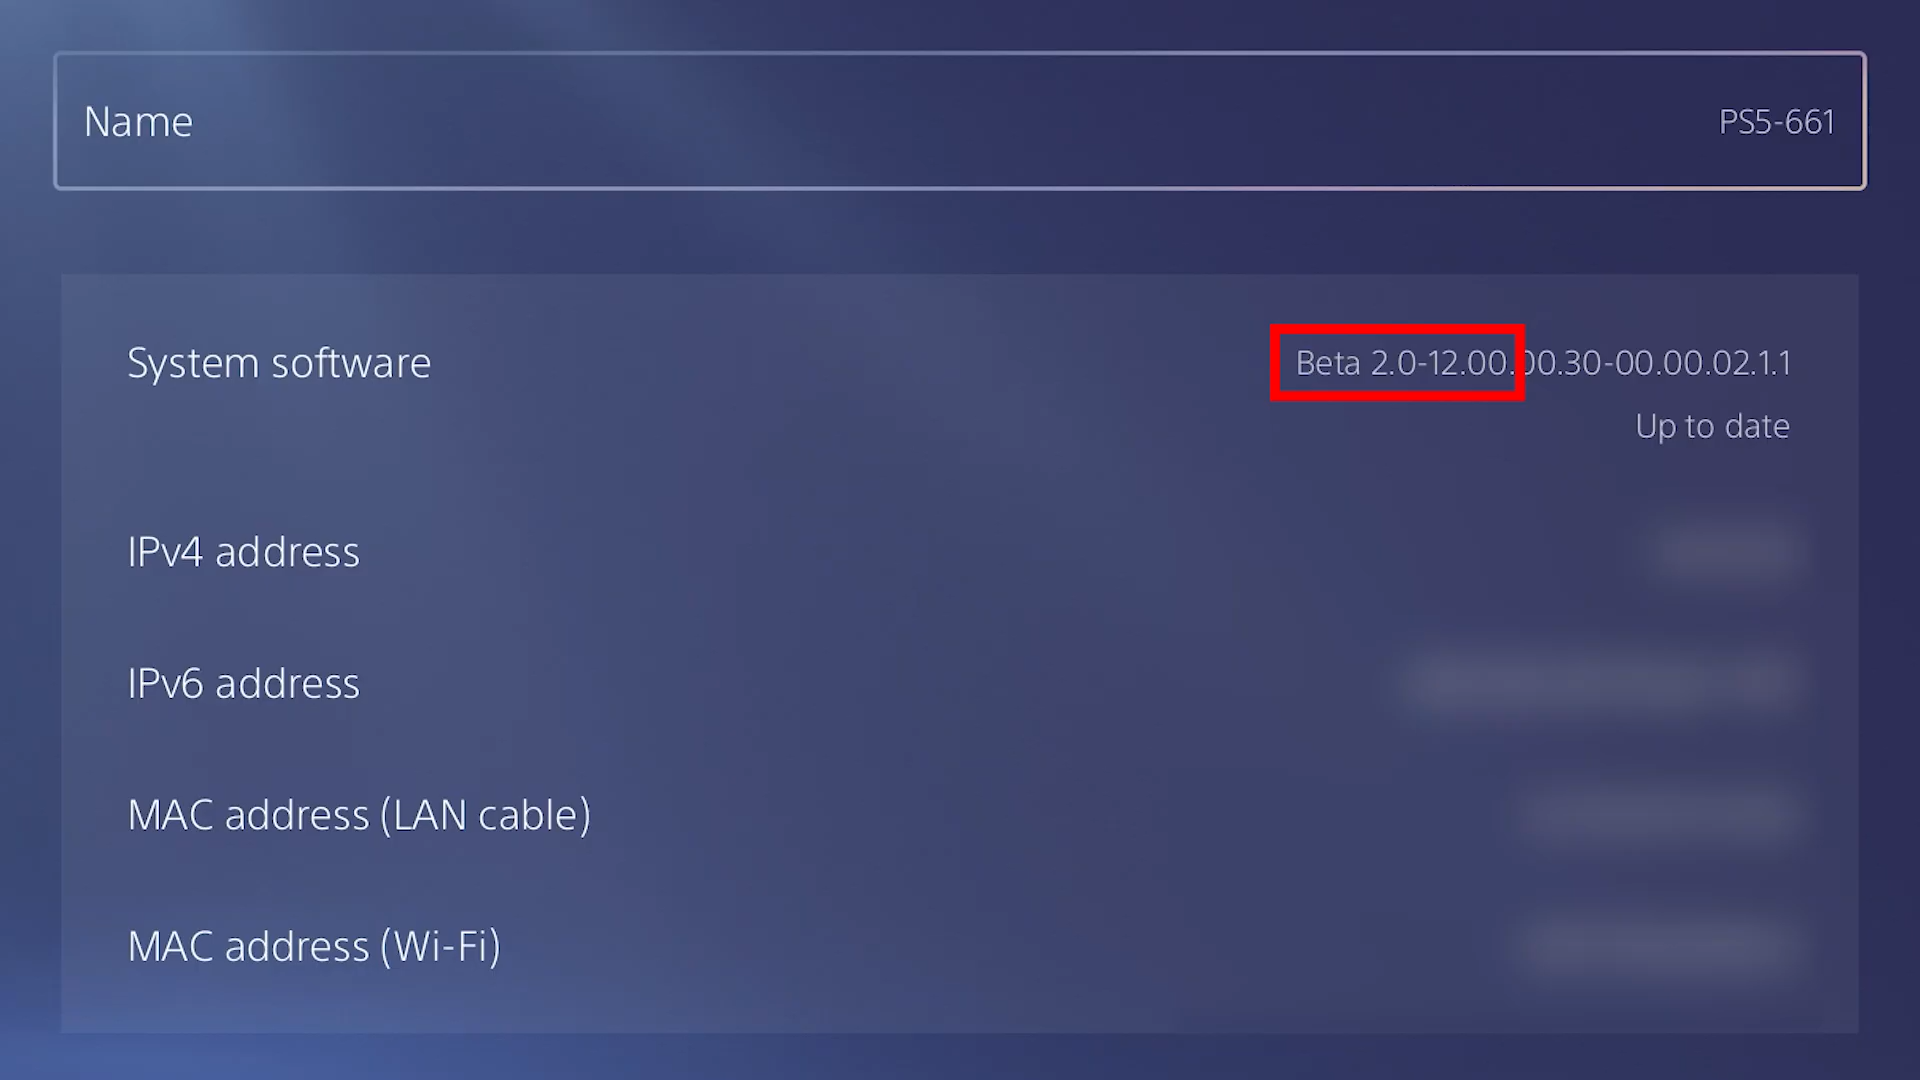 Name
PS5-661
System software
Beta 2.0-12.00.00.30-00.00.02.1.1
Up to date
IPv4 address
IPv6 address
MAC address (LAN cable)
MAC address (Wi-Fi)